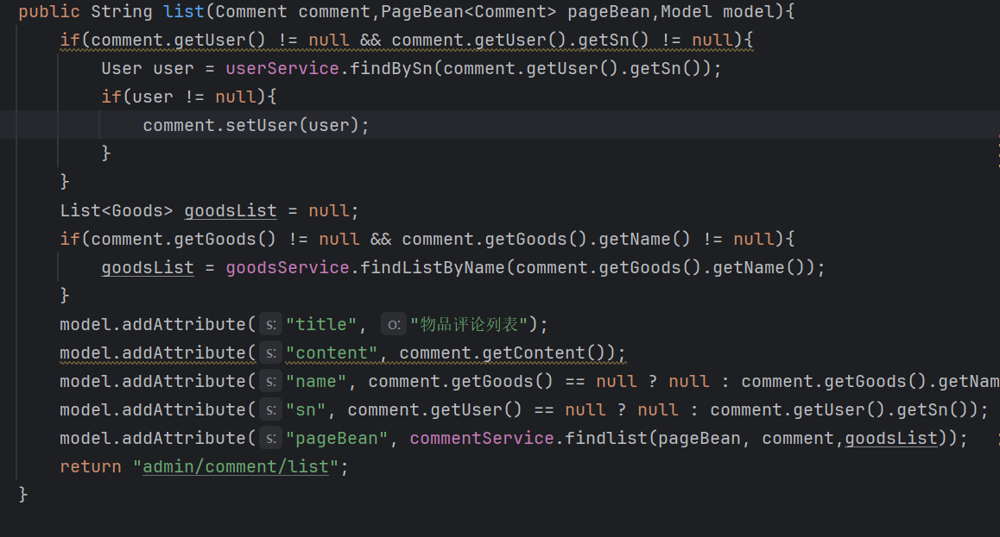 public String list(Comment comment,PageBean<Comment> pageBean,Model model){
if(comment.getUser() != null && comment.getUser().getSn() != null){
User user = userService.findBySn(comment.getUser().getSn());
if(user != null){
comment.setUser(user);
}
}
List<Goods> goodsList = null;
if(comment.getGoods() != null && comment.getGoods().getName() != null){
goodsList = goodsService.findListByName(comment.getGoods().getName());
}
model.addAttribute( s: "title", o: "物品评论列表");
model.addAttribute( s: "content", comment.getContent());
model.addAttribute( s: "name", comment.getGoods() == null ? null : comment.getGoods().getNam
model.addAttribute( s: "sn", comment.getUser() == null ? null : comment.getUser().getSn());
model.addAttribute( s: "pageBean", commentService.findlist(pageBean, comment,goodsList));
return "admin/comment/list";
}